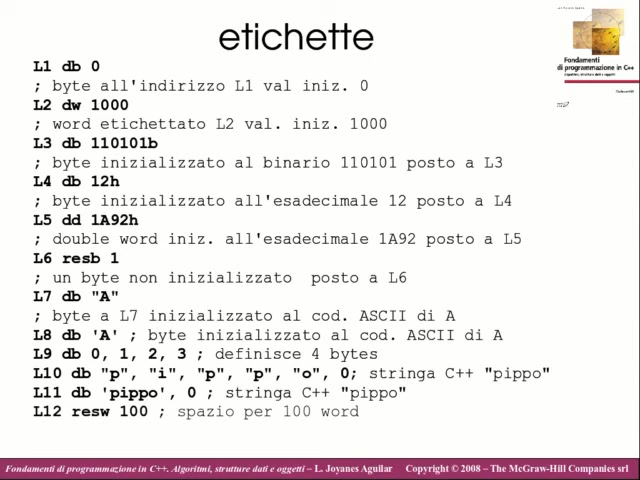 etichette
L1 db 0
; byte all'indirizzo L1 val iniz. 0
L2 dw 1000
; word etichettato L2 val. iniz. 1000
L3 db 110101b
; byte inizializzato al binario 110101 posto a L3
L4 db 12h
; byte inizializzato all'esadecimale 12 posto a L4
L5 dd 1A92h
; double word iniz. all'esadecimale 1A92 posto a L5
L6 resb 1
; un byte non inizializzato  posto a L6
L7 db "A"
; byte a L7 inizializzato al cod. ASCII di A
L8 db 'A' ; byte inizializzato al cod. ASCII di A
L9 db 0, 1, 2, 3 ; definisce 4 bytes
L10 db "p", "i", "p", "p", "o", 0; stringa C++ "pippo"
L11 db 'pippo', 0 ; stringa C++ "pippo"
L12 resw 100 ; spazio per 100 word
Fondamenti
di programmazione in C++
Fondamenti di programmazione in C++. Algoritmi, strutture dati e oggetti – L. Joyanes Aguilar Copyright © 2008 – The McGraw-Hill Companies srl